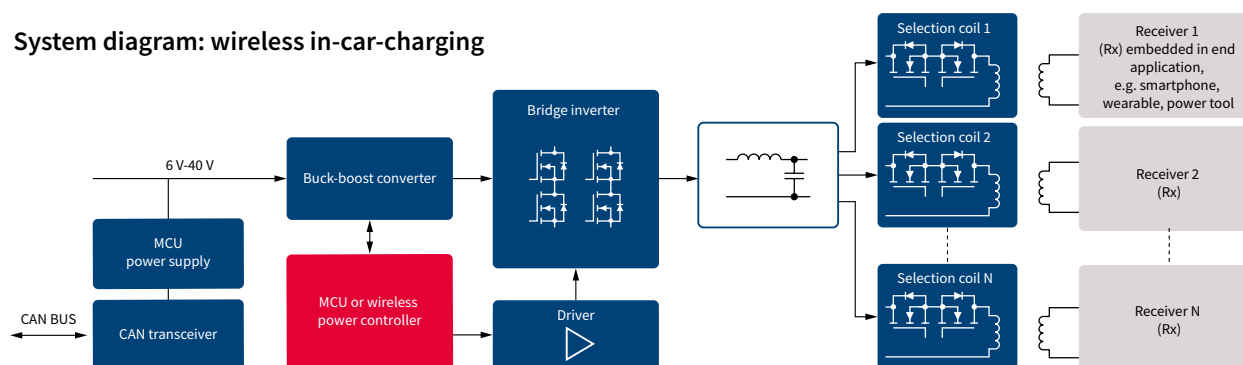 System diagram: wireless in-car-charging
6 V-40 V
MCU
power supply
CAN BUS
CAN transceiver
Buck-boost converter
MCU or wireless
power controller
Bridge inverter
Driver
Selection coil 1
Selection coil 2
Selection coil N
Receiver 1
(Rx) embedded in end
application,
e.g. smartphone,
wearable, power tool
Receiver 2
(Rx)
Receiver N
(Rx)